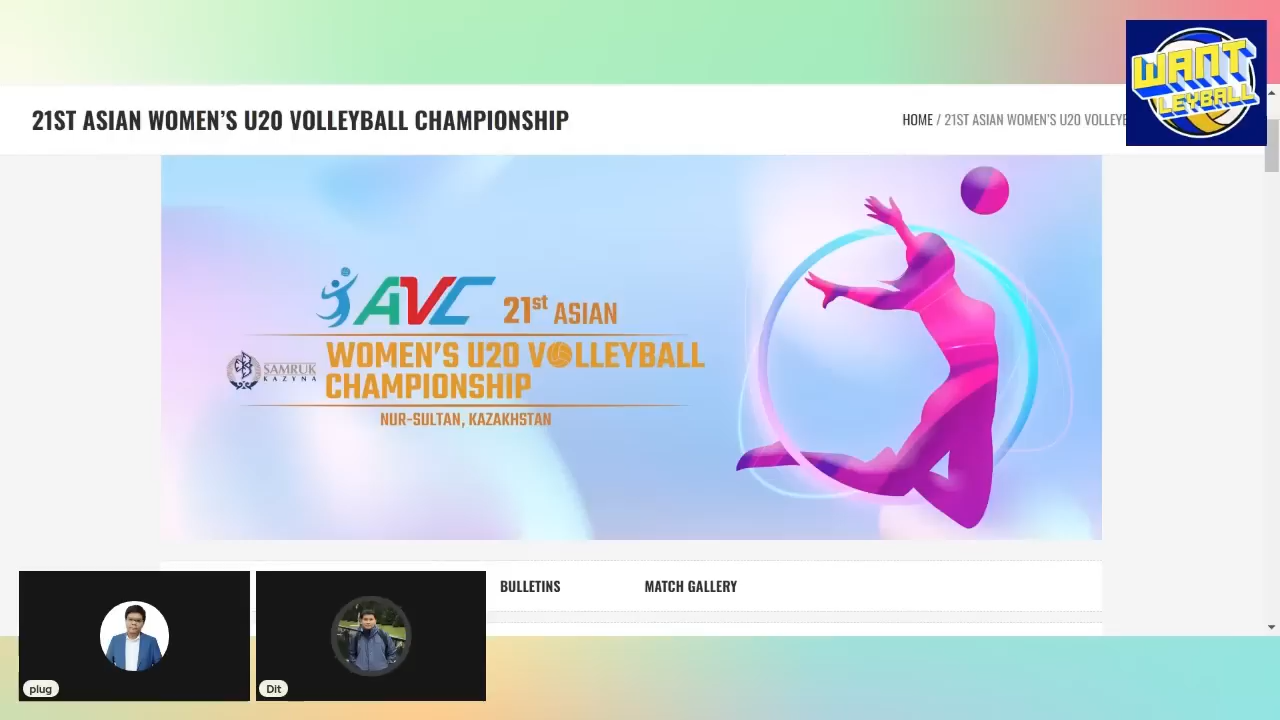 WANT
LEYBALL
21ST ASIAN WOMEN'S U20 VOLLEYBALL CHAMPIONSHIP
HOME / 21ST ASIAN WOMEN'S U20 VOLLEYB
AVC 21st ASIAN
SAMRUK
KAZYNA
WOMEN'S U20 VOLLEYBALL
CHAMPIONSHIP
NUR-SULTAN, KAZAKHSTAN
BULLETINS
MATCH GALLERY
plug
Dit